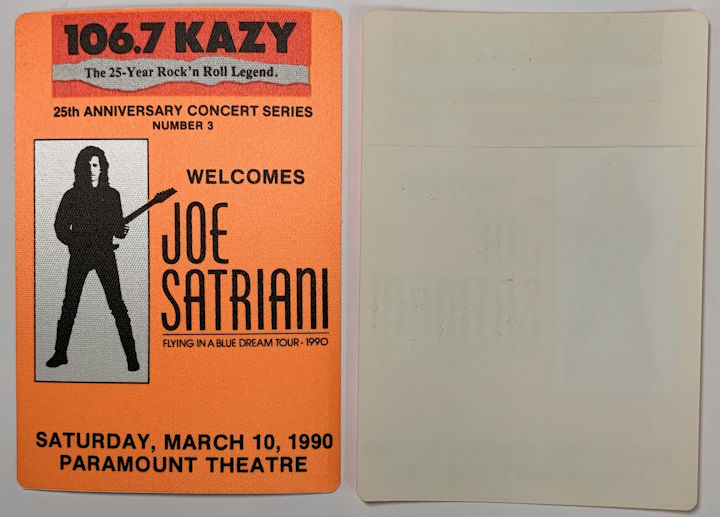 106.7 KAZY
The 25-Year Rock'n Roll Legend.
25th ANNIVERSARY CONCERT SERIES
NUMBER 3
WELCOMES
JOE
SATRIANI
FLYING IN A BLUE DREAM TOUR • 1990
SATURDAY, MARCH 10, 1990
PARAMOUNT THEATRE